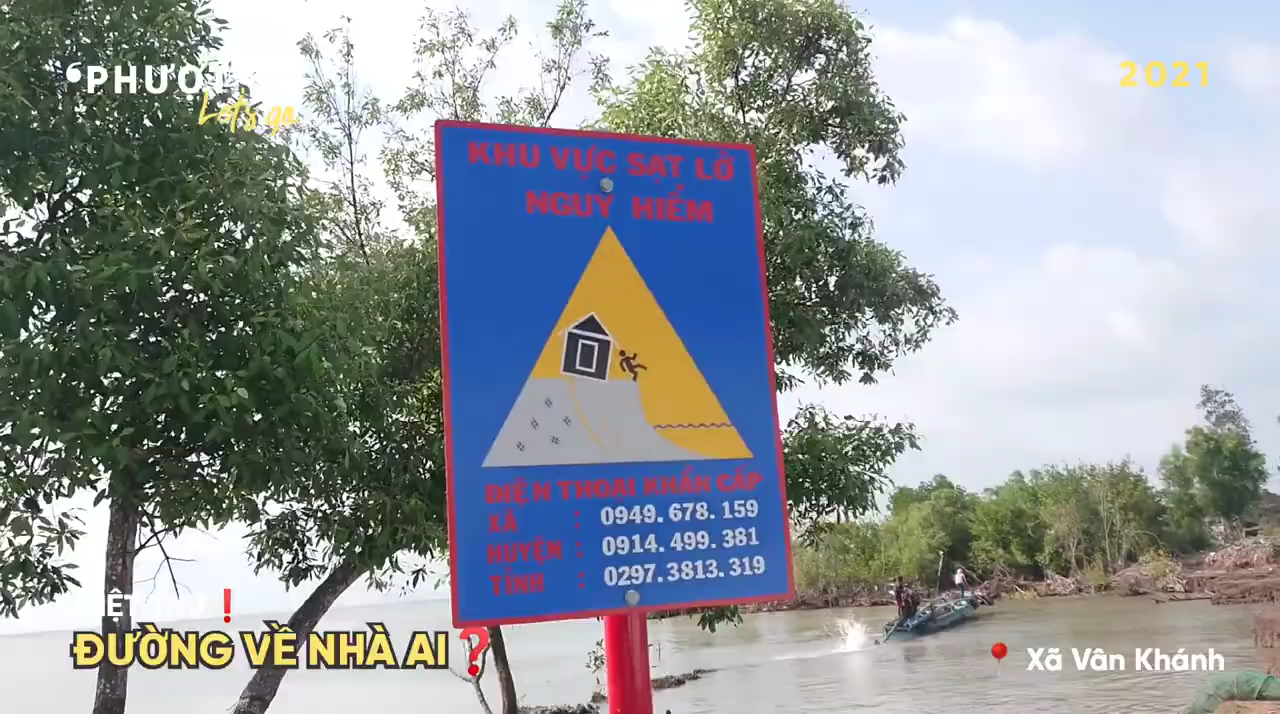 ‘PHƯỢT
Let's go
2021
KHU VỰC SẠT LỞ
NGUY HIỂM
ĐIỆN THOẠI KHẨN CẤP
XÃ : 0949.678.159
HUYỆN : 0914.499.381
TỈNH : 0297.3813.319
ĐƯỜNG VỀ NHÀ AI❓
Xã Vân Khánh